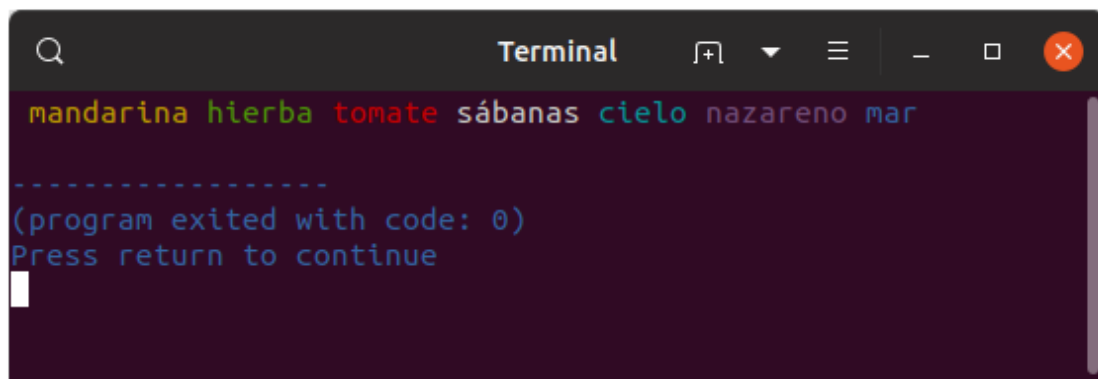 Terminal
mandarina hierba tomate sábanas cielo nazareno mar
------------------
(program exited with code: 0)
Press return to continue